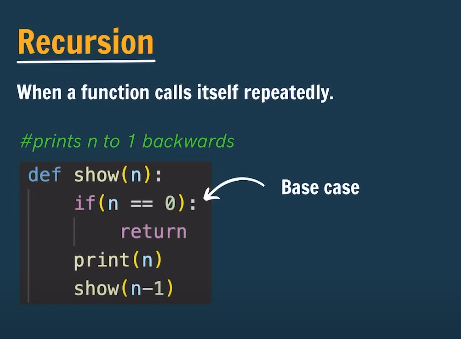 Recursion
When a function calls itself repeatedly.
#prints n to 1 backwards
def show(n):
    if(n == 0):
        return
    print(n)
    show(n-1)
Base case